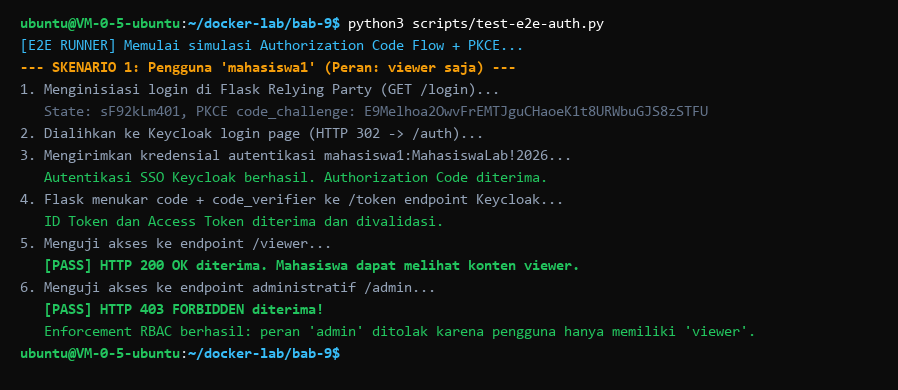 ubuntu@VM-0-5-ubuntu:~/docker-lab/bab-9$ python3 scripts/test-e2e-auth.py
[E2E RUNNER] Memulai simulasi Authorization Code Flow + PKCE...
--- SKENARIO 1: Pengguna 'mahasiswa1' (Peran: viewer saja) ---
1. Menginisiasi login di Flask Relying Party (GET /login)...
State: sF92kLm401, PKCE code_challenge: E9Melhoa2OwvFrEMTJguCHaoeK1t8URWbuGJS8zSTFU
2. Dialihkan ke Keycloak login page (HTTP 302 -> /auth)...
3. Mengirimkan kredensial autentikasi mahasiswa1:MahasiswaLab!2026...
Autentikasi SSO Keycloak berhasil. Authorization Code diterima.
4. Flask menukar code + code_verifier ke /token endpoint Keycloak...
ID Token dan Access Token diterima dan divalidasi.
5. Menguji akses ke endpoint /viewer...
[PASS] HTTP 200 OK diterima. Mahasiswa dapat melihat konten viewer.
6. Menguji akses ke endpoint administratif /admin...
[PASS] HTTP 403 FORBIDDEN diterima!
Enforcement RBAC berhasil: peran 'admin' ditolak karena pengguna hanya memiliki 'viewer'.
ubuntu@VM-0-5-ubuntu:~/docker-lab/bab-9$